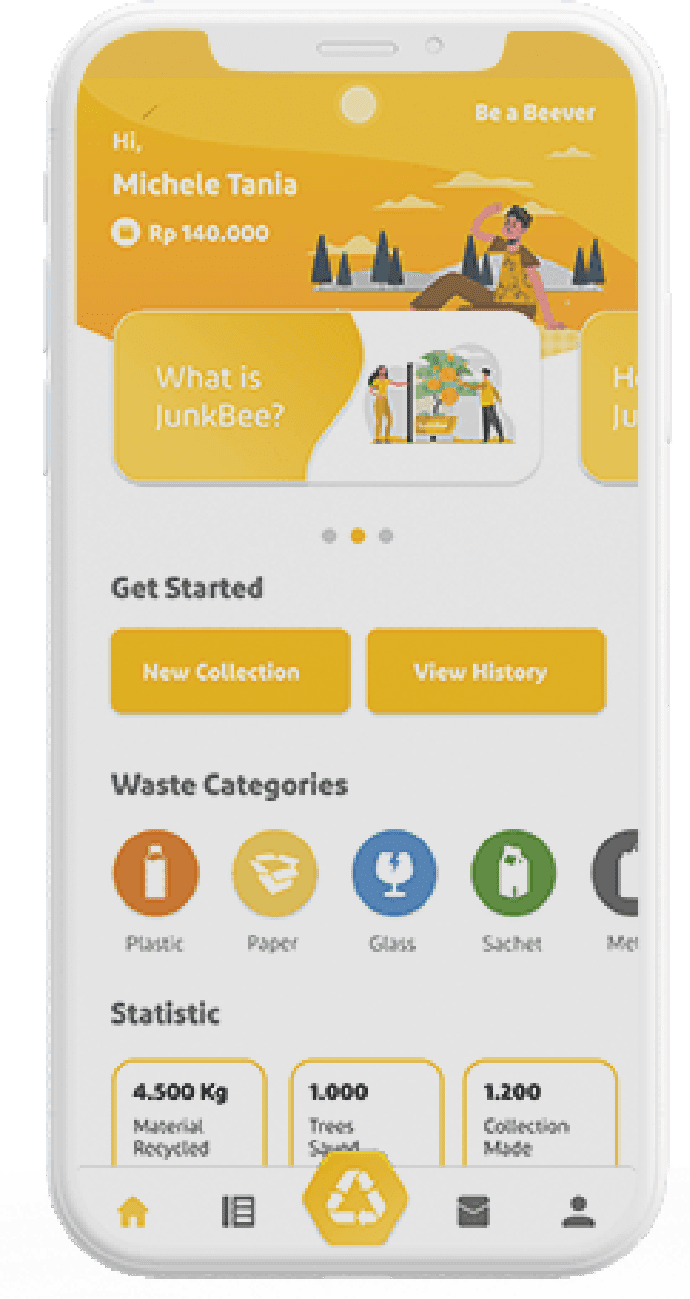 Be a Beever
Hi,
Michele Tania
Rp 140.000
What is
JunkBee?
Ju
Get Started
New Collection
View History
Waste Categories
Plastic
Paper
Glass
Sachet
Met
Statistic
4.500 Kg
Material
Recycled
1.000
Trees
Saved
1.200
Collection
Made